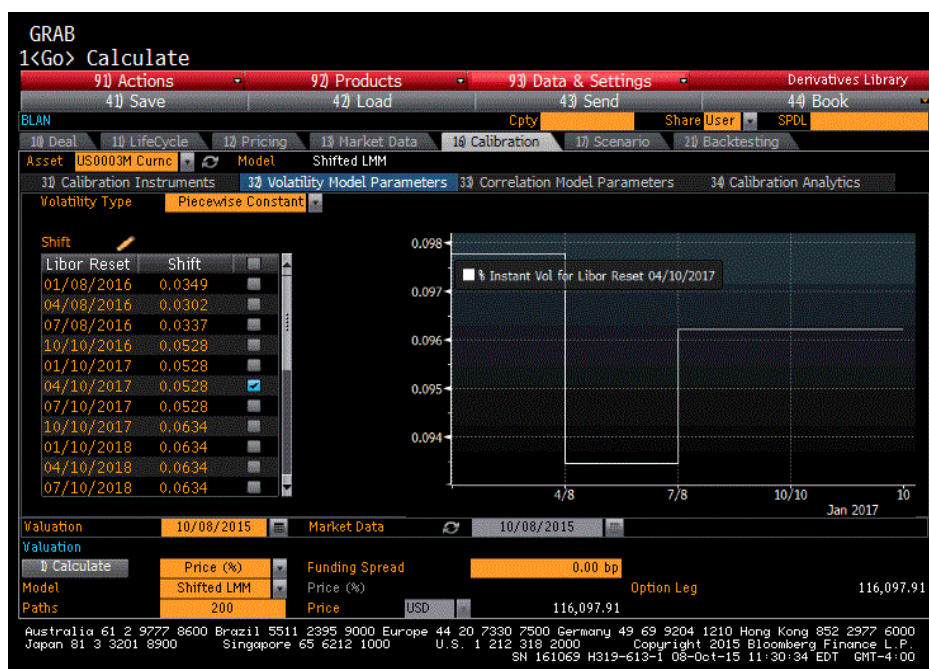 GRAB
1<Go> Calculate
91) Actions 92) Products 93) Data & Settings Derivatives Library
41) Save 42) Load 43) Send 44) Book
BLAN Cpty Share User SPDL
10) Deal 11) LifeCycle 12) Pricing 13) Market Data 16) Calibration 17) Scenario 21) Backtesting
Asset US0003M Curnc Model Shifted LMM
31) Calibration Instruments 32) Volatility Model Parameters 33) Correlation Model Parameters 34) Calibration Analytics
Volatility Type Piecewise Constant
Shift
Libor Reset Shift
01/08/2016 0.0349
04/08/2016 0.0302
07/08/2016 0.0337
10/10/2016 0.0528
01/10/2017 0.0528
04/10/2017 0.0528
07/10/2017 0.0528
10/10/2017 0.0634
01/10/2018 0.0634
04/10/2018 0.0634
07/10/2018 0.0634
0.098
% Instant Vol for Libor Reset 04/10/2017
0.097
0.096
0.095
0.094
4/8 7/8 10/10 10
Jan 2017
Valuation 10/08/2015 Market Data 10/08/2015
Valuation
1) Calculate Price (%) Funding Spread 0.00 bp
Model Shifted LMM Price (%) Option Leg 116,097.91
Paths 200 Price USD 116,097.91
Australia 61 2 9777 8600 Brazil 5511 2395 9000 Europe 44 20 7330 7500 Germany 49 69 9204 1210 Hong Kong 852 2977 6000
Japan 81 3 3201 8900 Singapore 65 6212 1000 U.S. 1 212 318 2000 Copyright 2015 Bloomberg Finance L.P.
SN 161069 H319-613-1 08-Oct-15 11:30:34 EDT GMT-4:00